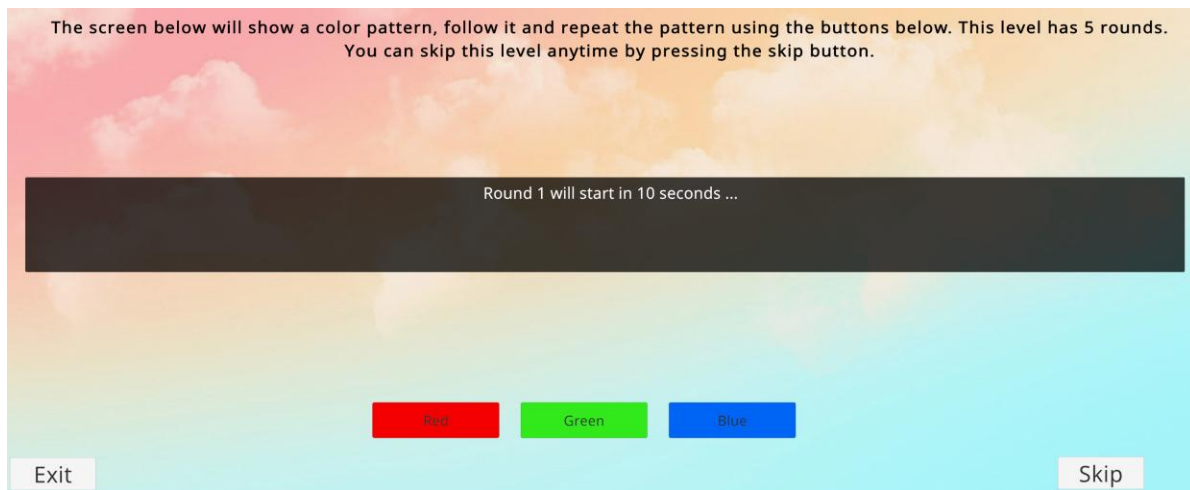 The screen below will show a color pattern, follow it and repeat the pattern using the buttons below. This level has 5 rounds.
You can skip this level anytime by pressing the skip button.
Round 1 will start in 10 seconds ...
Red Green Blue
Exit Skip